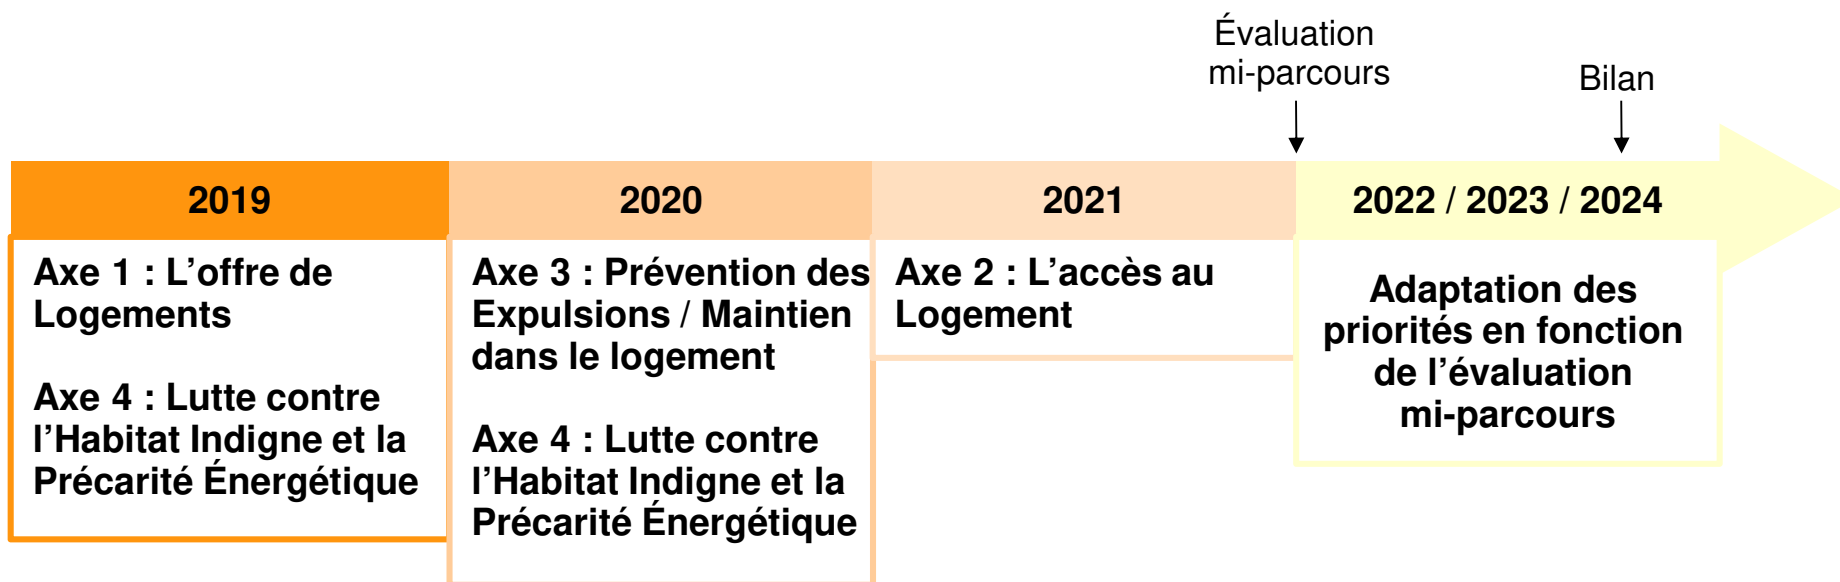 Évaluation
mi-parcours
Bilan
2019
2020
2021
2022 / 2023 / 2024
Axe 1 : L’offre de
Logements
Axe 4 : Lutte contre
l’Habitat Indigne et la
Précarité Énergétique
Axe 3 : Prévention des
Expulsions / Maintien
dans le logement
Axe 4 : Lutte contre
l’Habitat Indigne et la
Précarité Énergétique
Axe 2 : L’accès au
Logement
Adaptation des
priorités en fonction
de l’évaluation
mi-parcours